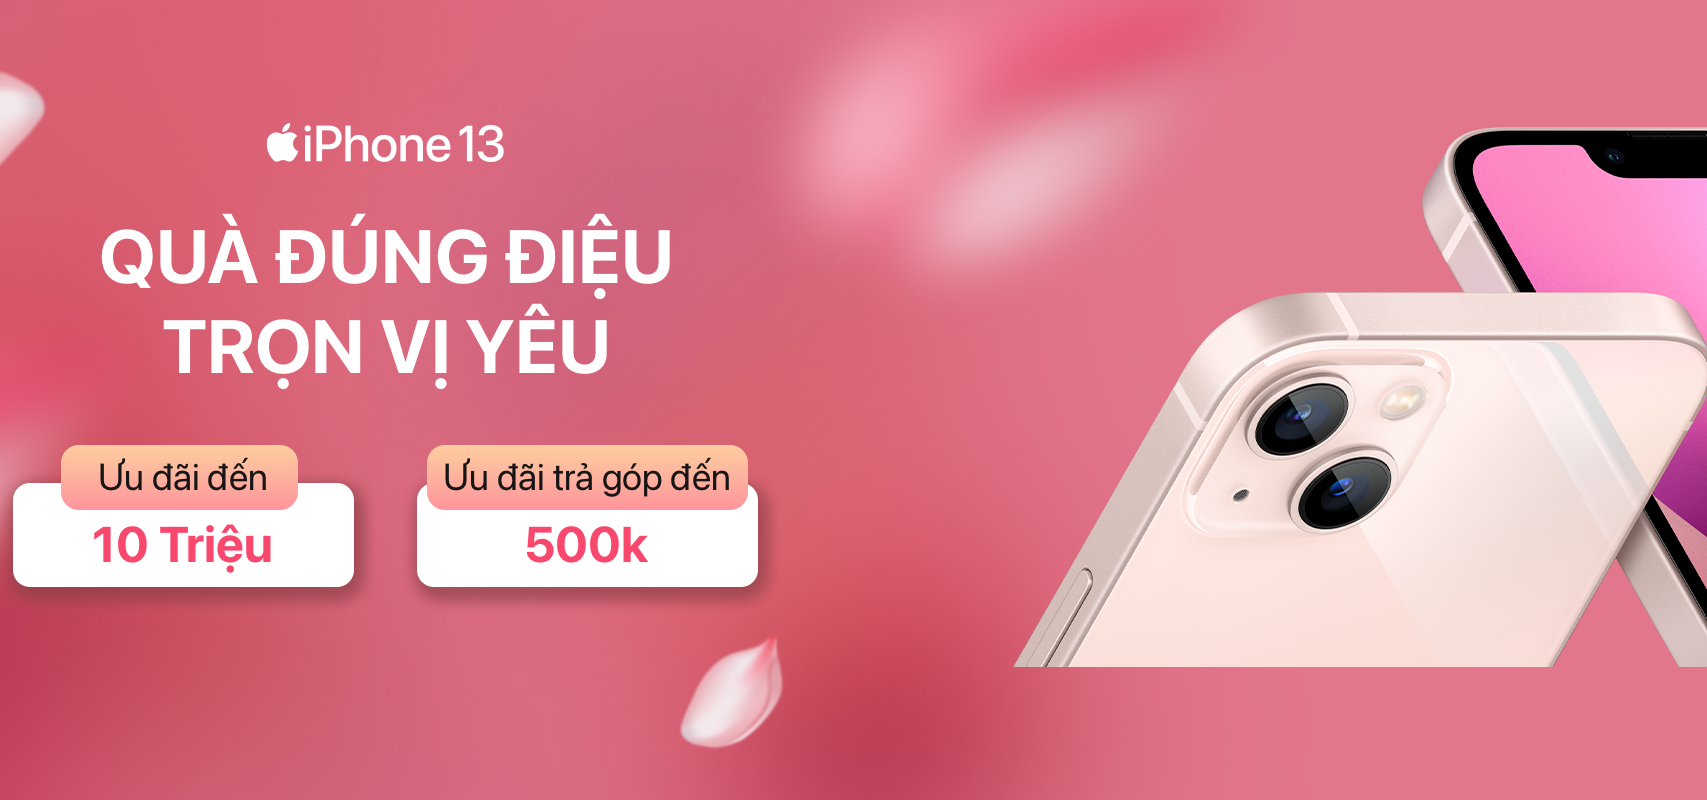 iPhone 13
QUÀ ĐÚNG ĐIỆU
TRỌN VỊ YÊU
Ưu đãi đến
10 Triệu
Ưu đãi trả góp đến
500k